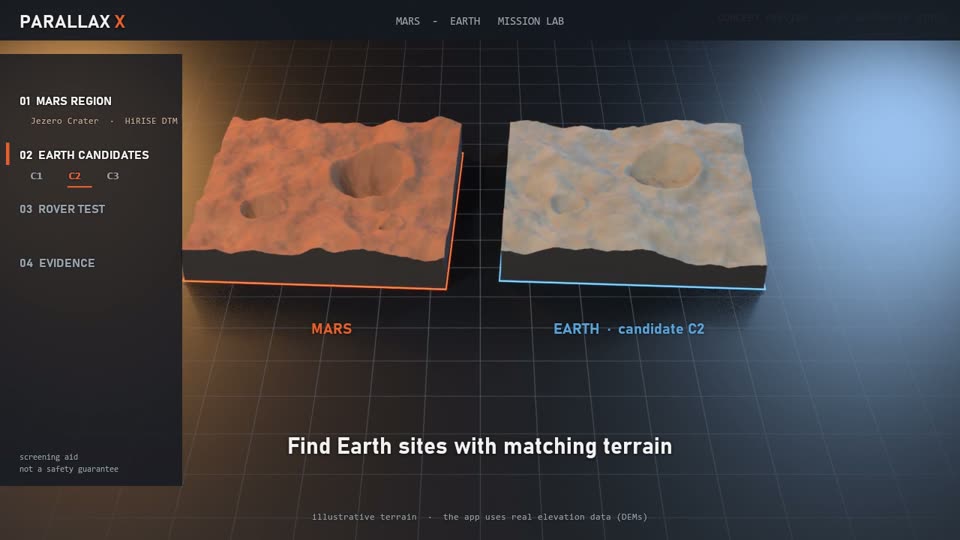 PARALLAX X
MARS - EARTH MISSION LAB
01 MARS REGION
Jezero Crater · HiRISE DTM
02 EARTH CANDIDATES
C1 C2 C3
03 ROVER TEST
04 EVIDENCE
screening aid
not a safety guarantee
MARS
EARTH · candidate C2
Find Earth sites with matching terrain
illustrative terrain · the app uses real elevation data (DEMs)